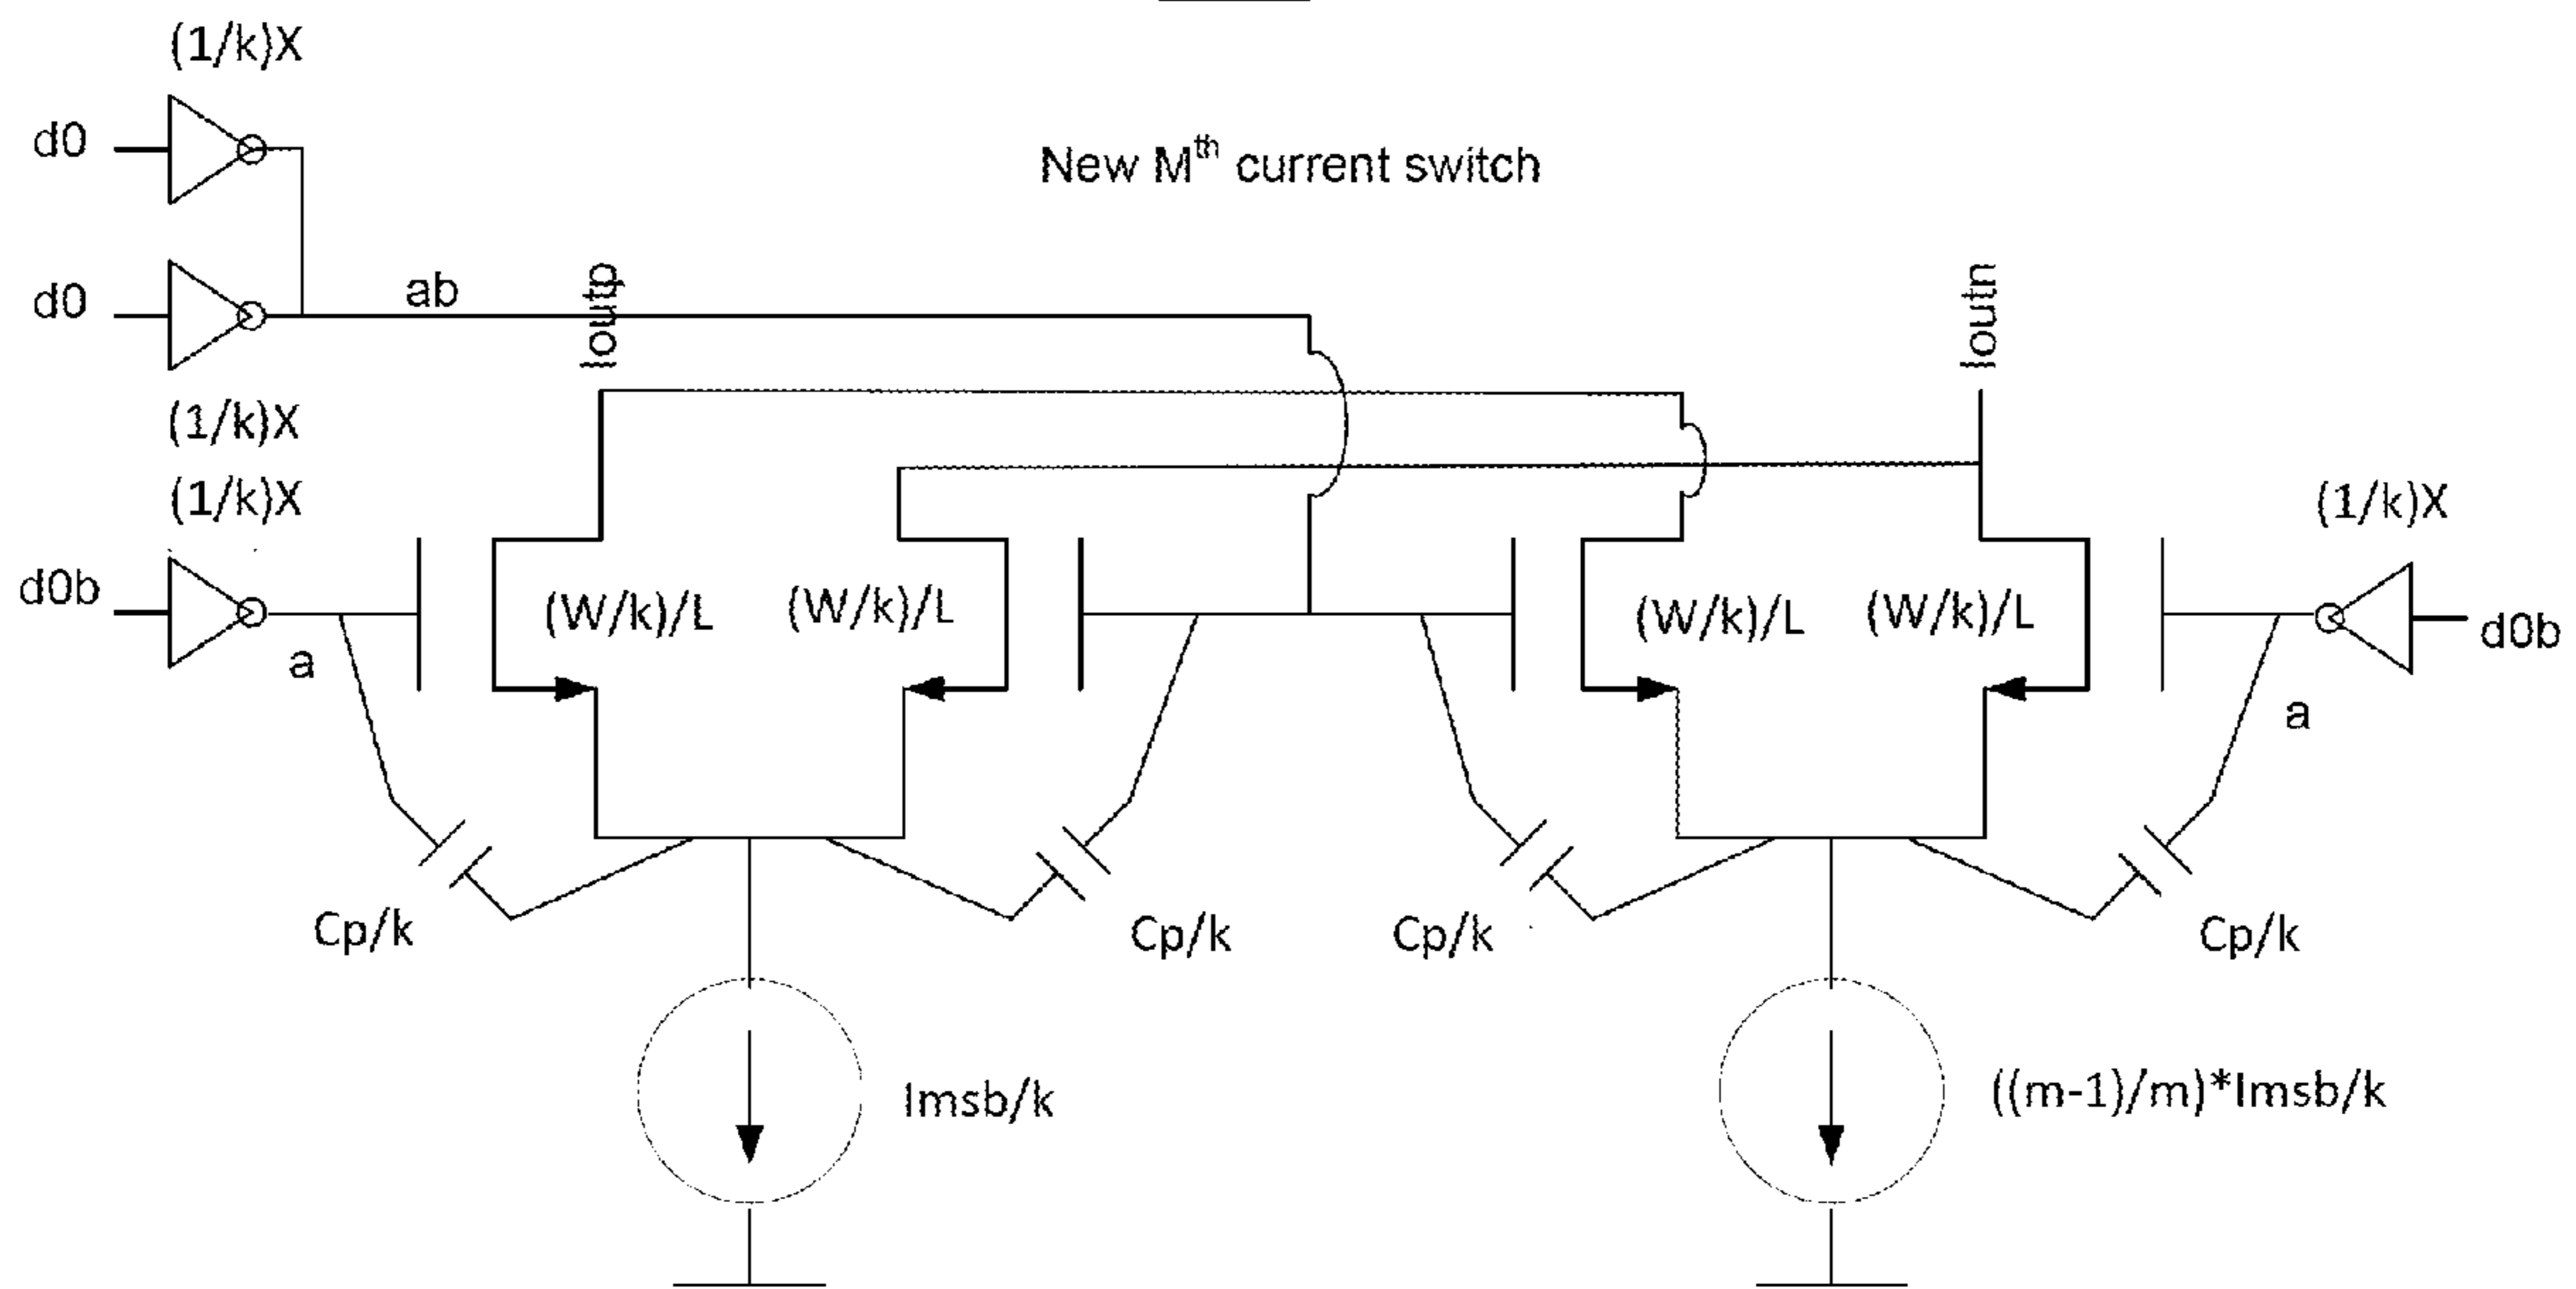 (1/k)X
d0
New Mth current switch
d0
ab
Ioutp
Ioutn
(1/k)X
(1/k)X
(1/k)X
d0b
(W/k)/L
(W/k)/L
(W/k)/L
(W/k)/L
d0b
a
a
Cp/k
Cp/k
Cp/k
Cp/k
Imsb/k
((m-1)/m)*Imsb/k